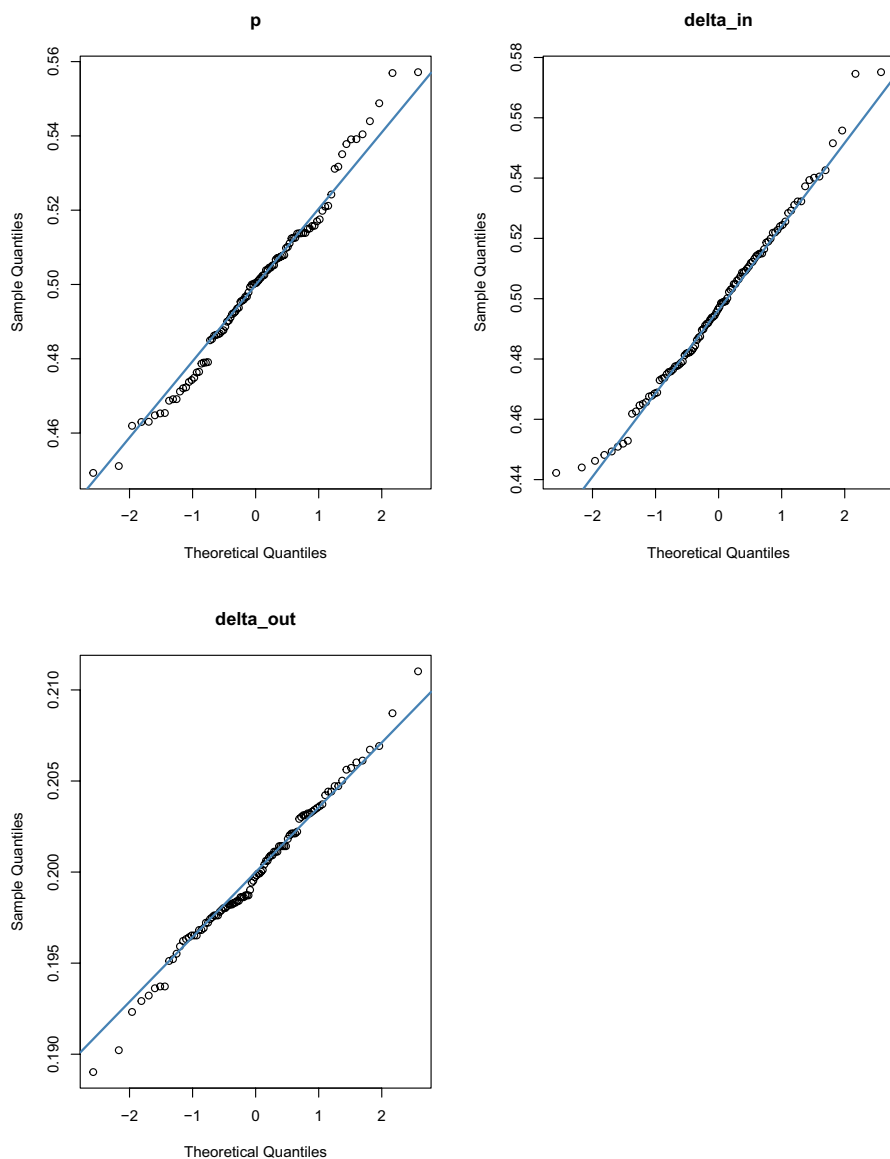 p
0.56
0.54
0.52
0.50
0.48
0.46
Sample Quantiles
−2 −1 0 1 2
Theoretical Quantiles
delta_in
0.58
0.56
0.54
0.52
0.50
0.48
0.46
0.44
Sample Quantiles
−2 −1 0 1 2
Theoretical Quantiles
delta_out
0.210
0.205
0.200
0.195
0.190
Sample Quantiles
−2 −1 0 1 2
Theoretical Quantiles